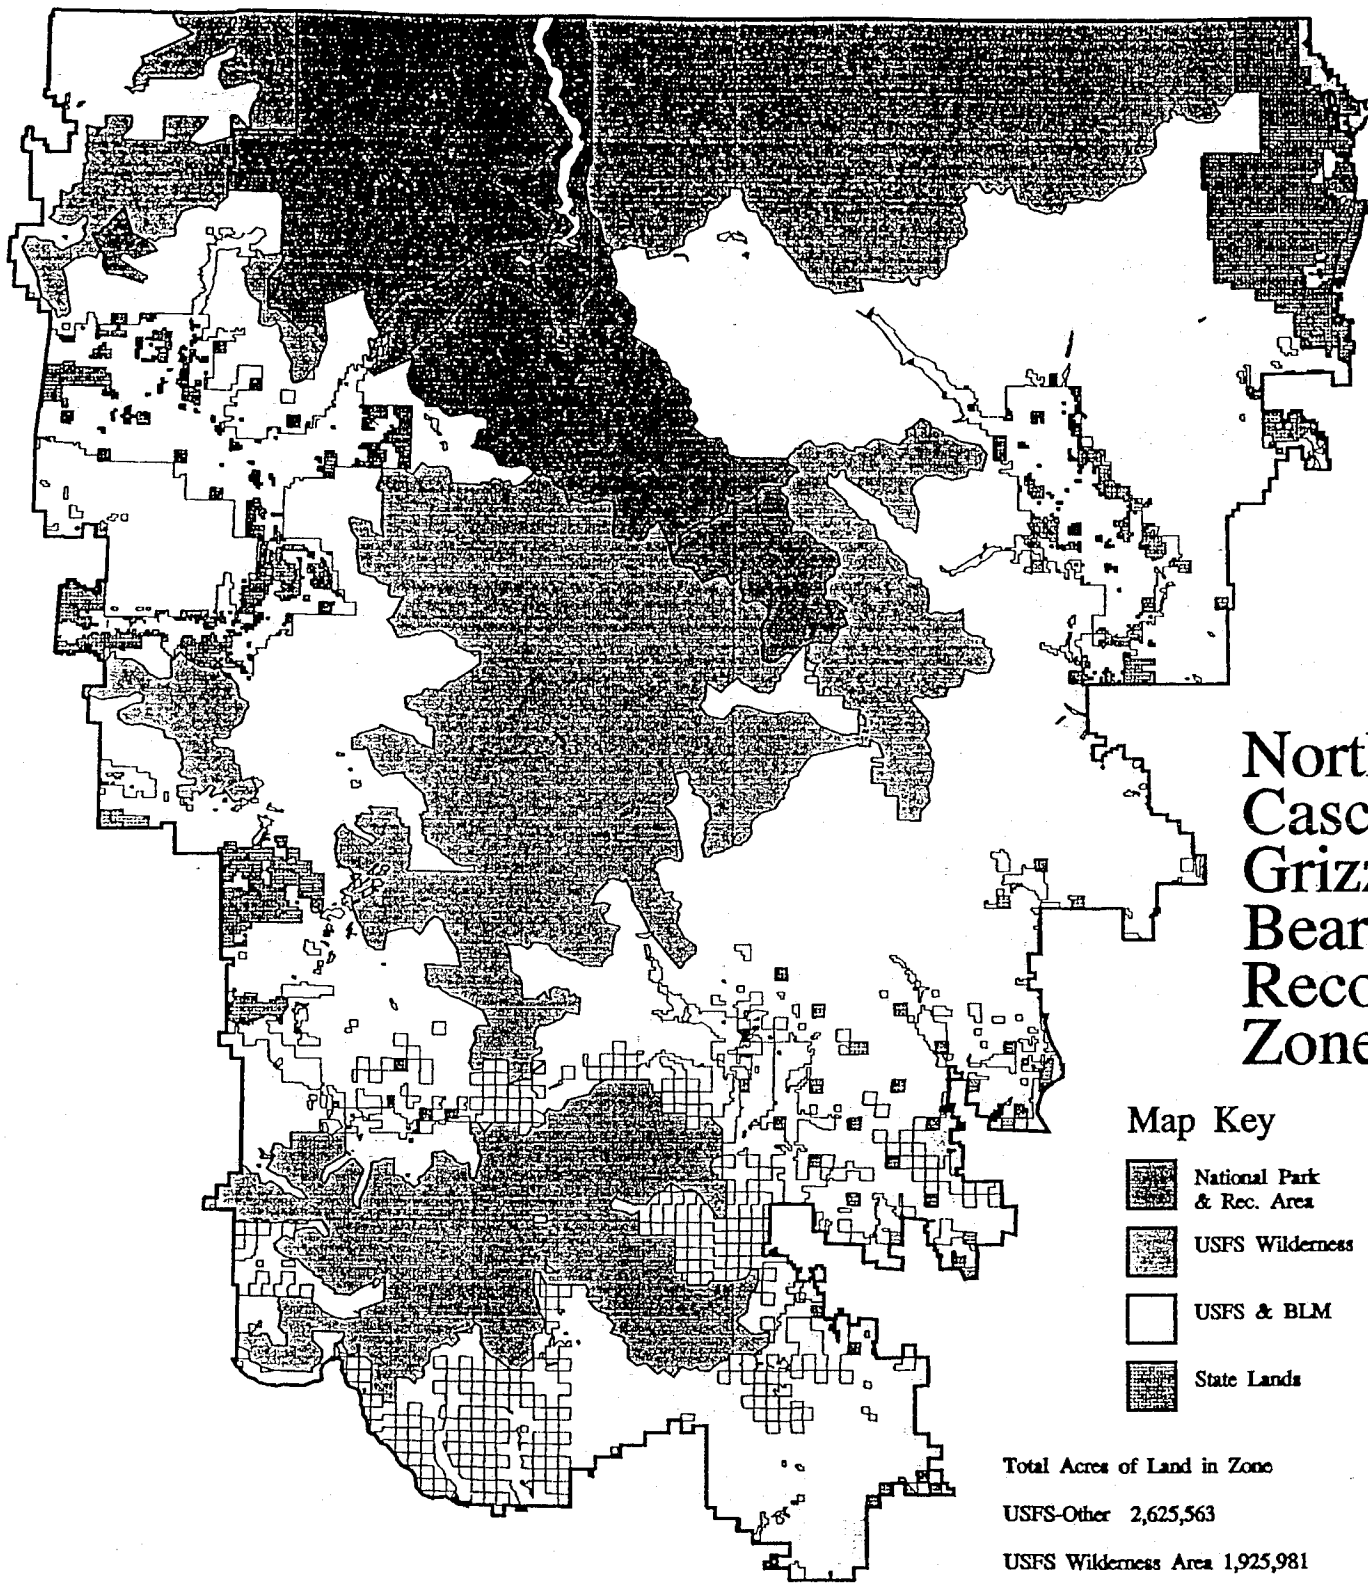 Nort
Casc
Griz
Bear
Reco
Zone
Map Key
National Park
& Rec. Area
USFS Wilderness
USFS & BLM
State Lands
Total Acres of Land in Zone
USFS-Other 2,625,563
USFS Wilderness Area 1,925,981